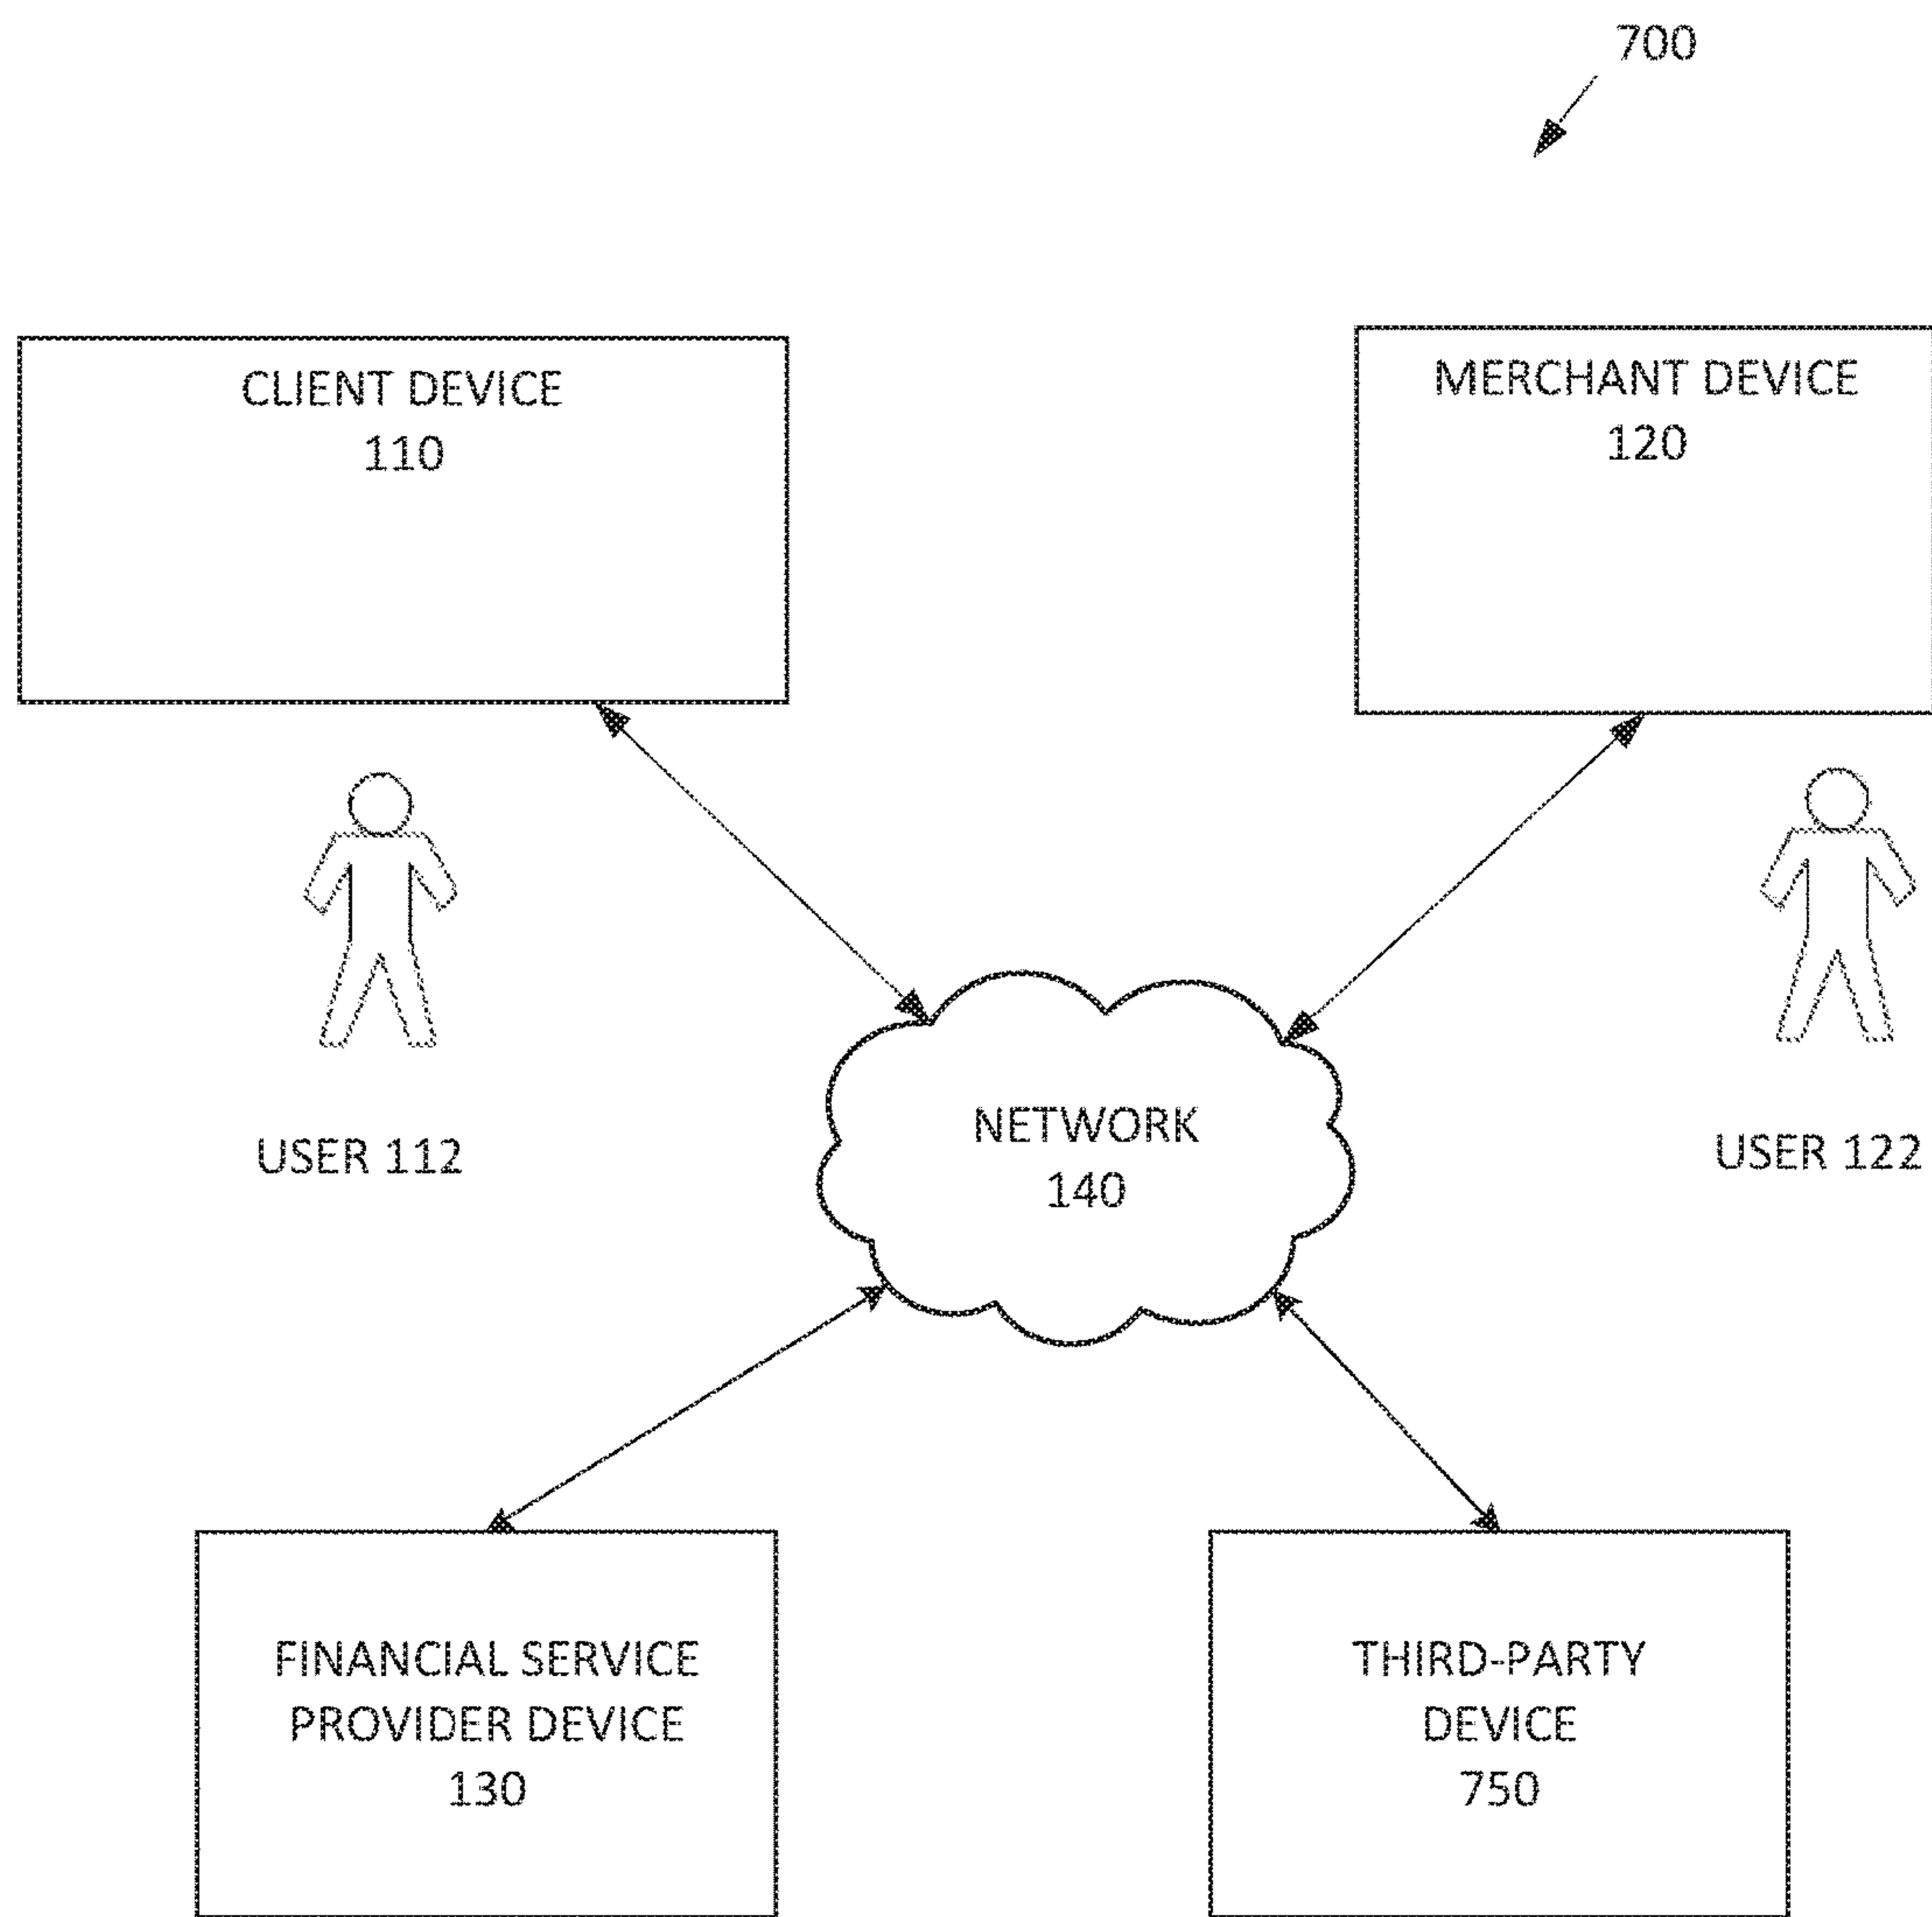 700
CLIENT DEVICE
110
MERCHANT DEVICE
120
USER 112
NETWORK
140
USER 122
FINANCIAL SERVICE
PROVIDER DEVICE
130
THIRD-PARTY
DEVICE
750